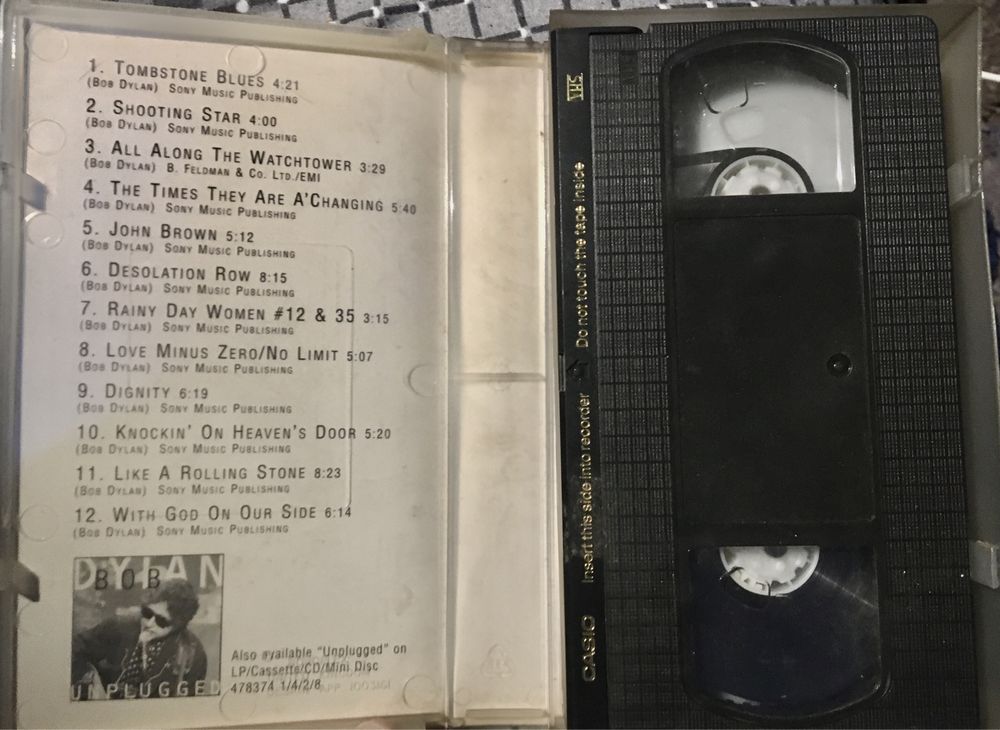 1. TOMBSTONE BLUES 4:21
(BOB DYLAN) SONY MUSIC PUBLISHING
2. SHOOTING STAR 4:00
(BOB DYLAN) SONY MUSIC PUBLISHING
3. ALL ALONG THE WATCHTOWER 3:29
(BOB DYLAN) B. FELDMAN & CO. LTD./EMI
4. THE TIMES THEY ARE A'CHANGING 5:40
(BOB DYLAN) SONY MUSIC PUBLISHING
5. JOHN BROWN 5:12
(BOB DYLAN) SONY MUSIC PUBLISHING
6. DESOLATION ROW 8:15
(BOB DYLAN) SONY MUSIC PUBLISHING
7. RAINY DAY WOMEN #12 & 35 3:15
(BOB DYLAN) SONY MUSIC PUBLISHING
8. LOVE MINUS ZERO/NO LIMIT 5:07
(BOB DYLAN) SONY MUSIC PUBLISHING
9. DIGNITY 6:19
(BOB DYLAN) SONY MUSIC PUBLISHING
10. KNOCKIN' ON HEAVEN'S DOOR 5:20
(BOB DYLAN) SONY MUSIC PUBLISHING
11. LIKE A ROLLING STONE 8:23
(BOB DYLAN) SONY MUSIC PUBLISHING
12. WITH GOD ON OUR SIDE 6:14
(BOB DYLAN) SONY MUSIC PUBLISHING
DYLAN
BOB
UNPLUGGED
Also available "Unplugged" on
LP/Cassette/CD/Mini Disc
478374 1/4/2/8
VHS
Do not touch the tape inside
Insert this side into recorder
CASIO